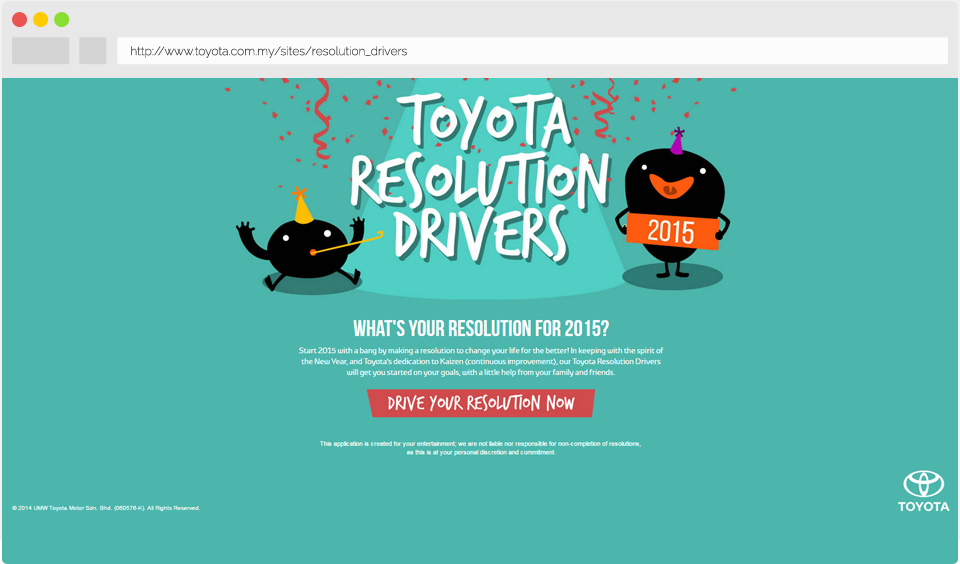 http://www.toyota.com.my/sites/resolution_drivers
TOYOTA
RESOLUTION
DRIVERS
2015
WHAT'S YOUR RESOLUTION FOR 2015?
Start 2015 with a bang by making a resolution to change your life for the better! In keeping with the spirit of
the New Year, and Toyota's dedication to Kaizen (continuous improvement), our Toyota Resolution Drivers
will get you started on your goals, with a little help from your family and friends.
DRIVE YOUR RESOLUTION NOW
This application is created for your entertainment; we are not liable nor responsible for non-completion of resolutions,
as this is at your personal discretion and commitment.
© 2014 UMW Toyota Motor Sdn. Bhd. (060576-K). All Rights Reserved.
TOYOTA